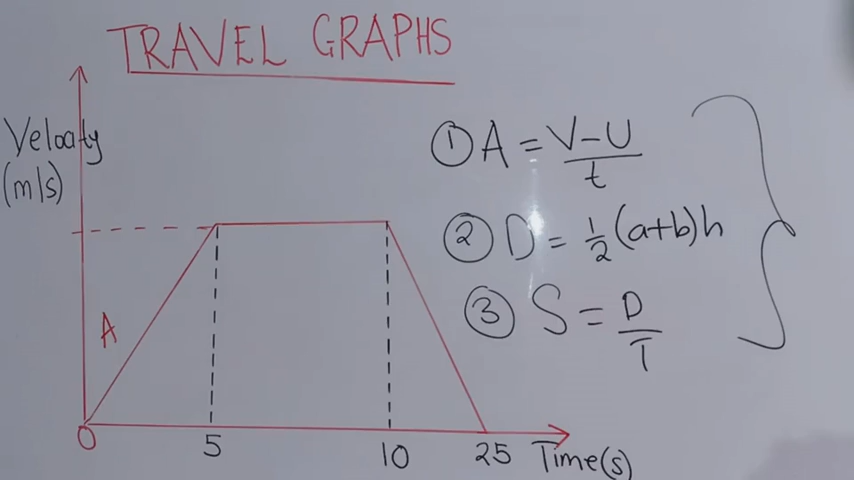 TRAVEL GRAPHS
Velocity
(m/s)
① A = V-U/t
② D = 1/2(a+b)h
③ S = D/T
A
0 5 10 25 Time(s)